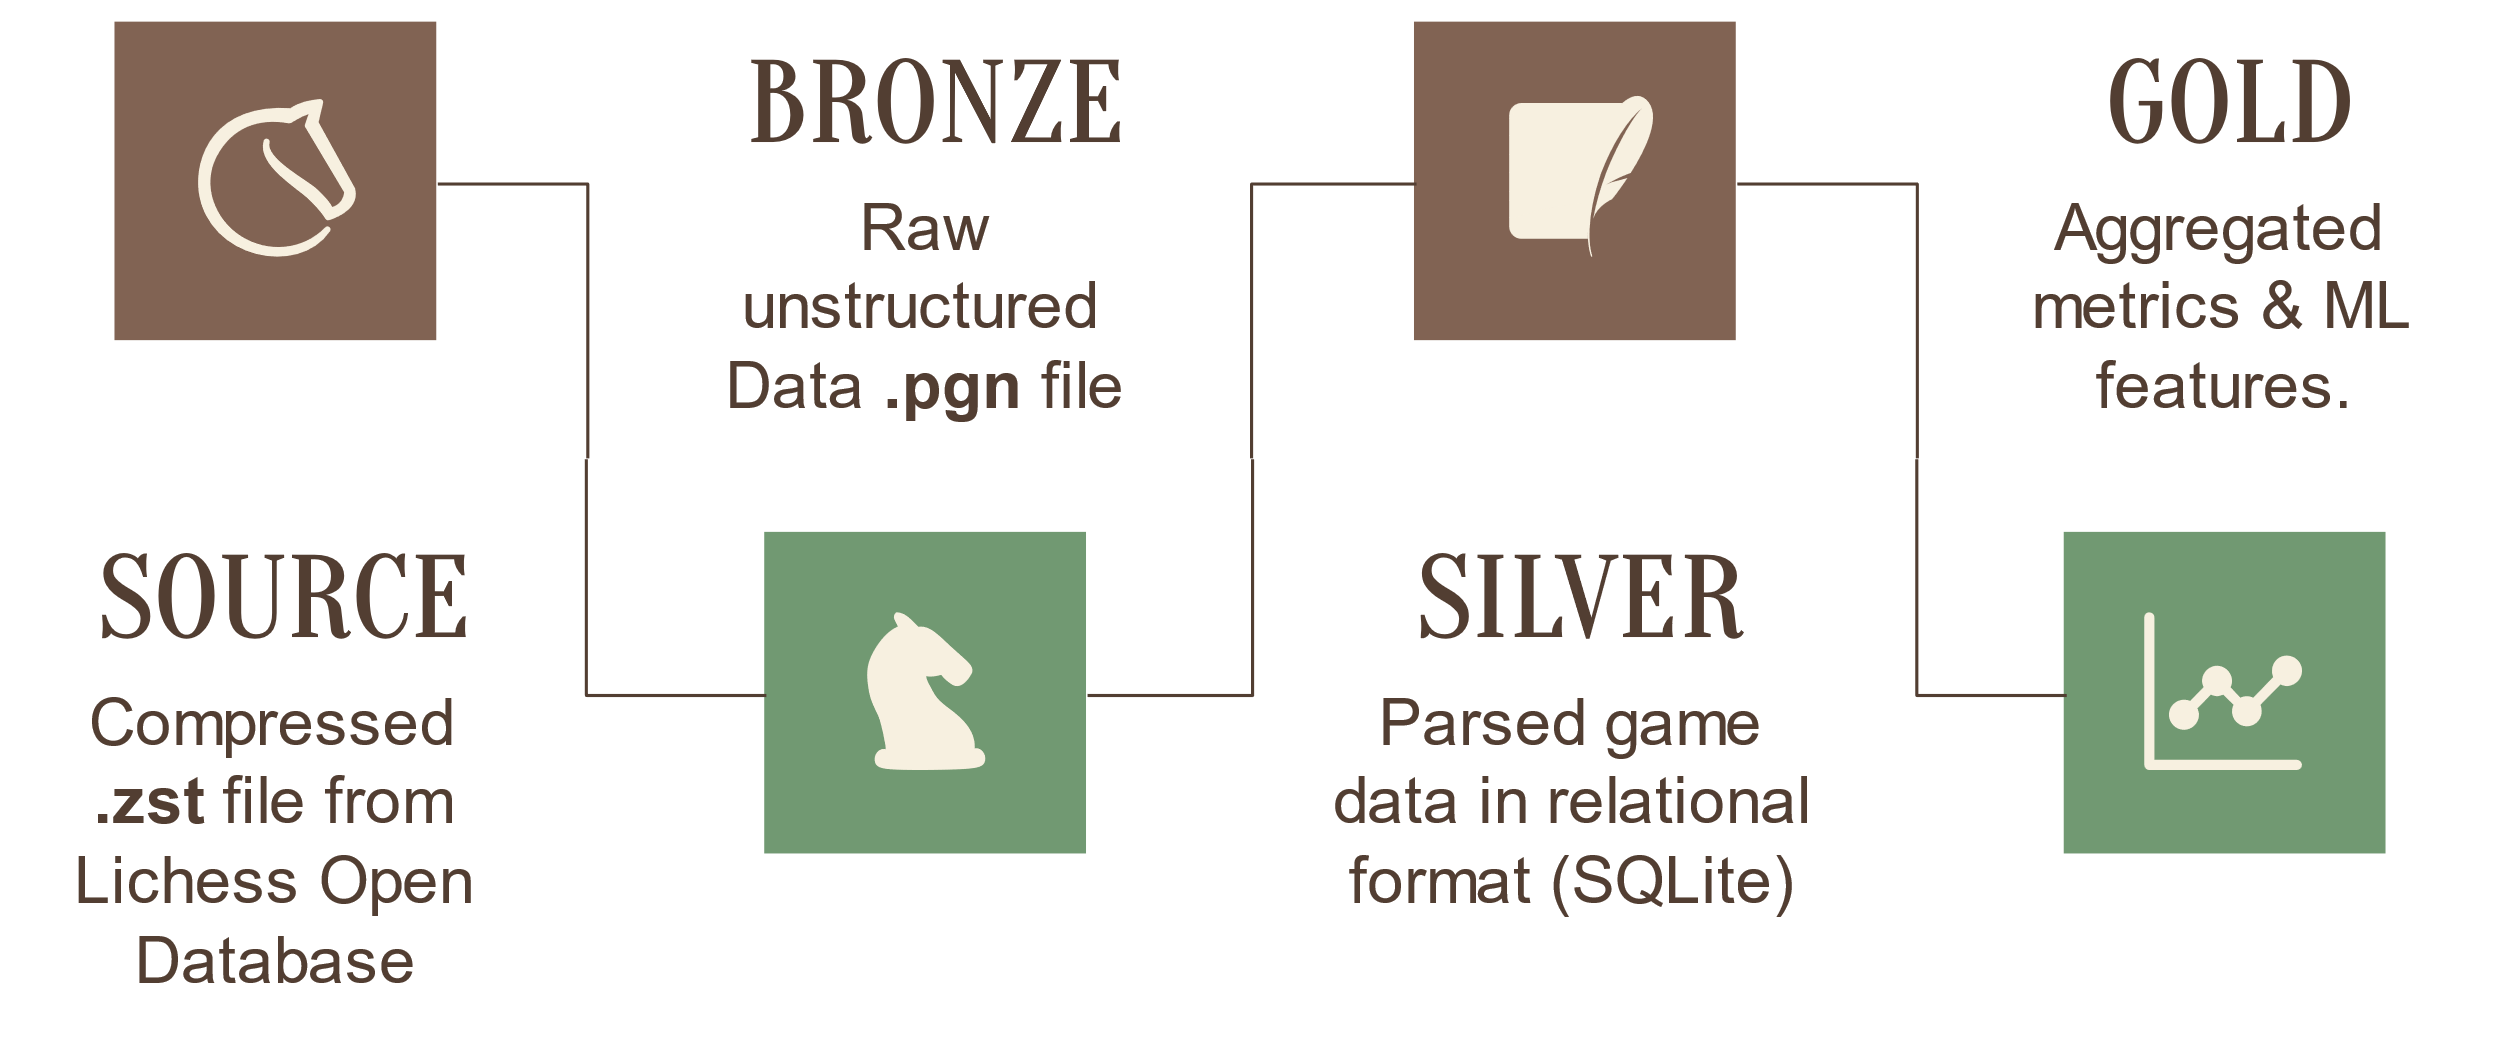 SOURCE
Compressed
.zst file from
Lichess Open
Database
BRONZE
Raw
unstructured
Data .pgn file
SILVER
Parsed game
data in relational
format (SQLite)
GOLD
Aggregated
metrics & ML
features.